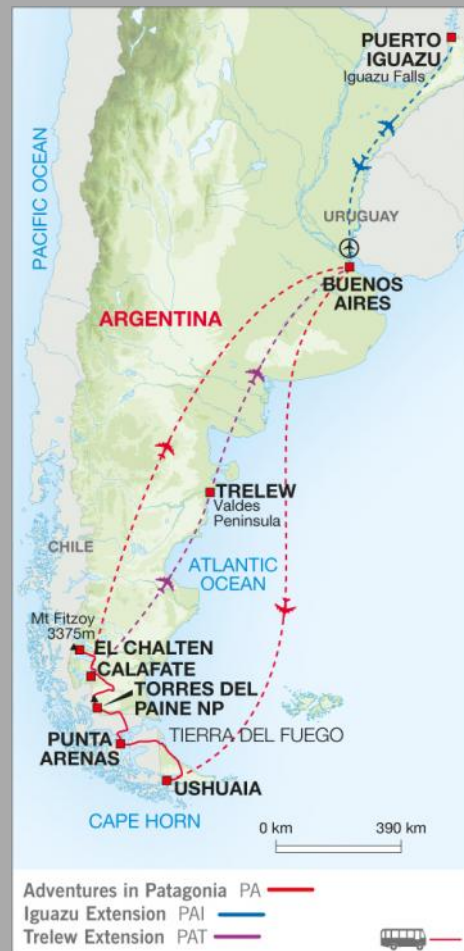 PUERTO
IGUAZU
Iguazu Falls
PACIFIC OCEAN
URUGUAY
BUENOS
AIRES
ARGENTINA
TRELEW
Valdes
Peninsula
CHILE
ATLANTIC
OCEAN
Mt Fitzoy
3375m
EL CHALTEN
CALAFATE
TORRES DEL
PAINE NP
PUNTA
ARENAS
TIERRA DEL FUEGO
USHUAIA
CAPE HORN
0 km 390 km
Adventures in Patagonia PA
Iguazu Extension PAI
Trelew Extension PAT